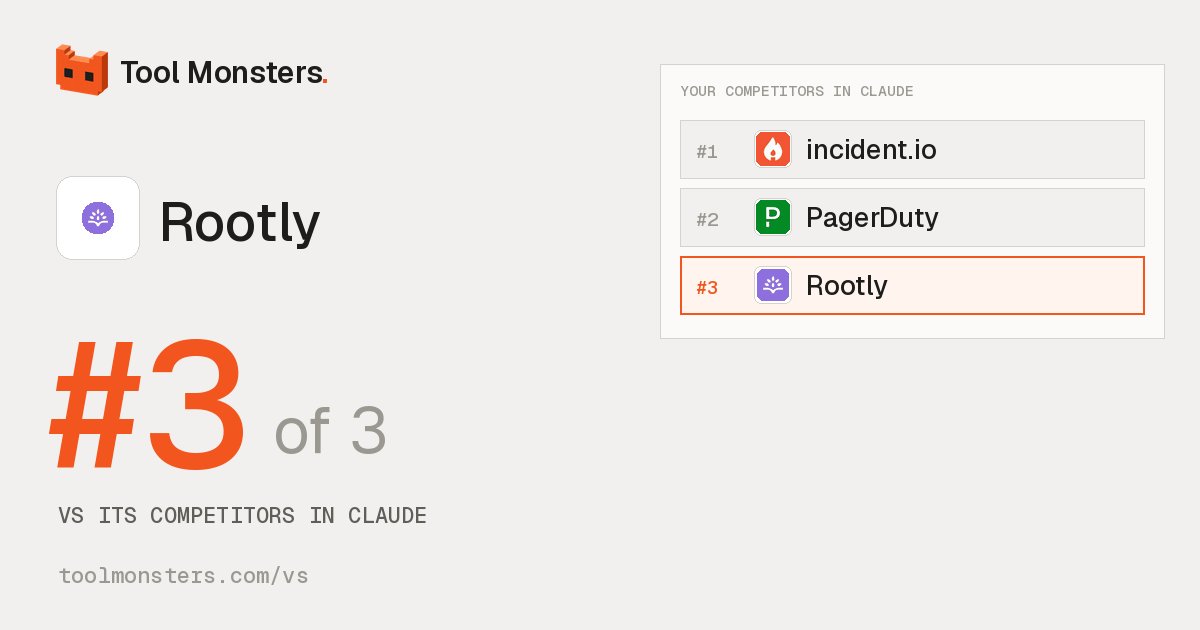 Tool Monsters.
Rootly
#3 of 3
VS ITS COMPETITORS IN CLAUDE
toolmonsters.com/vs
YOUR COMPETITORS IN CLAUDE
#1 incident.io
#2 PagerDuty
#3 Rootly